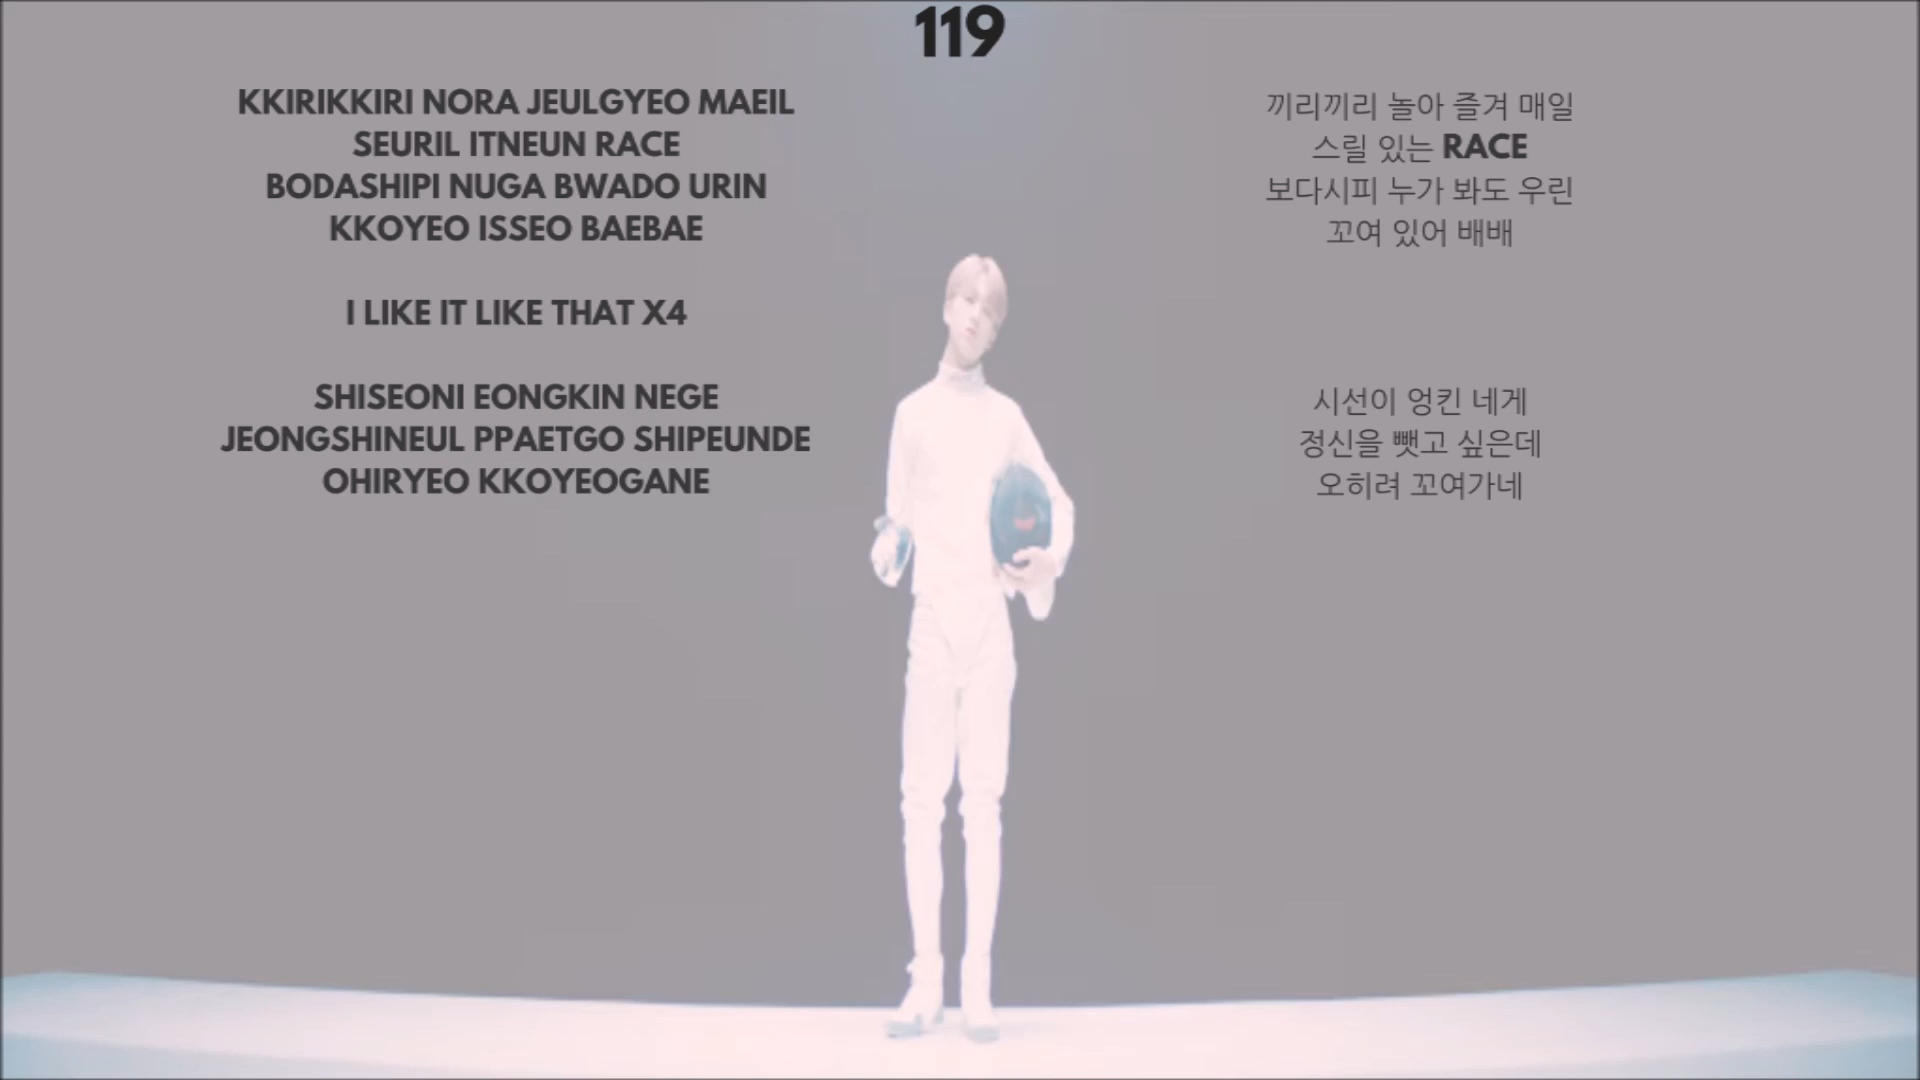 119
KKIRIKKIRI NORA JEULGYEO MAEIL
SEURIL ITNEUN RACE
BODASHIPI NUGA BWADO URIN
KKOYEO ISSEO BAEBAE
I LIKE IT LIKE THAT X4
SHISEONI EONGKIN NEGE
JEONGSHINEUL PPAETGO SHIPEUNDE
OHIRYEO KKOYEOGANE
끼리끼리 놀아 즐겨 매일
스릴 있는 RACE
보다시피 누가 봐도 우린
꼬여 있어 배배
시선이 엉킨 네게
정신을 뺏고 싶은데
오히려 꼬여가네